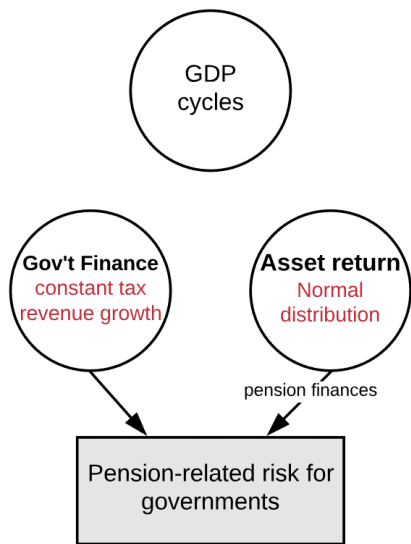 GDP
cycles
Gov't Finance
constant tax
revenue growth
Asset return
Normal
distribution
pension finances
Pension-related risk for
governments